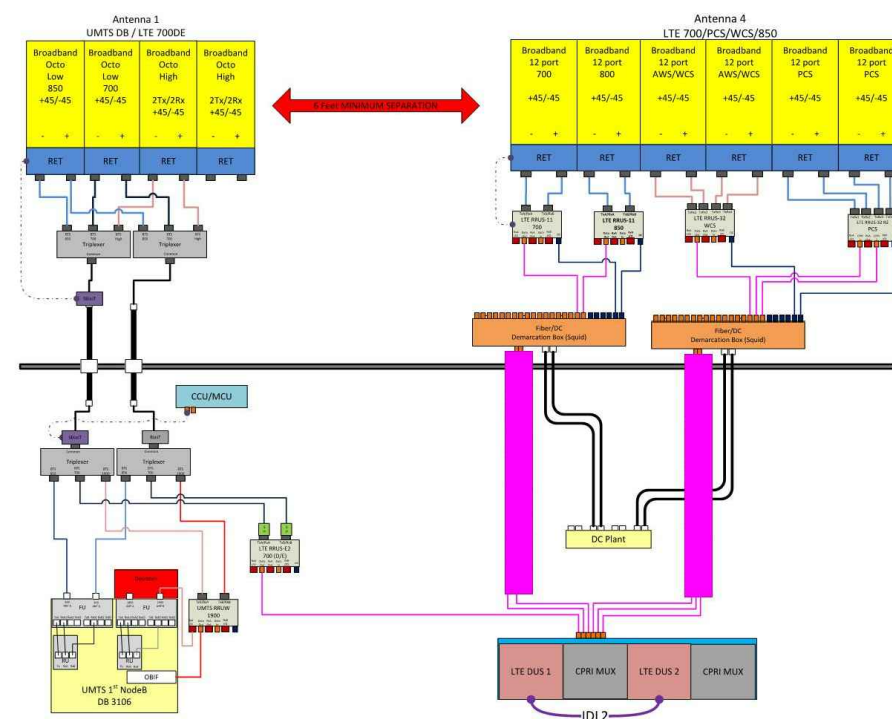 Antenna 1
UMTS DB / LTE 700DE
Antenna 4
LTE 700/PCS/WCS/850
Broadband
Octo
Low
850
+45/-45
- +
Broadband
Octo
Low
700
+45/-45
- +
Broadband
Octo
High
2Tx/2Rx
+45/-45
- +
Broadband
Octo
High
2Tx/2Rx
+45/-45
- +
6 Feet MINIMUM SEPARATION
Broadband
12 port
700
+45/-45
- +
Broadband
12 port
800
+45/-45
- +
Broadband
12 port
AWS/WCS
+45/-45
- +
Broadband
12 port
AWS/WCS
+45/-45
- +
Broadband
12 port
PCS
+45/-45
- +
Broadband
12 port
PCS
+45/-45
- +
RET
RET
RET
RET
RET
RET
RET
RET
RET
RET
LTE RRUS-11
700
LTE RRUS-11
850
LTE RRUS-32
WCS
LTE RRUS-32 B2
PCS
Triplexer
Triplexer
Fiber/DC
Demarcation Box (Squid)
Fiber/DC
Demarcation Box (Squid)
CCU/MCU
Triplexer
Triplexer
DC Plant
LTE RRUS-E2
700 (D/E)
FU
FU
UMTS RRUW
1900
RU
RU
OBIF
UMTS 1st NodeB
DB 3106
LTE DUS 1
CPRI MUX
LTE DUS 2
CPRI MUX
IDL2